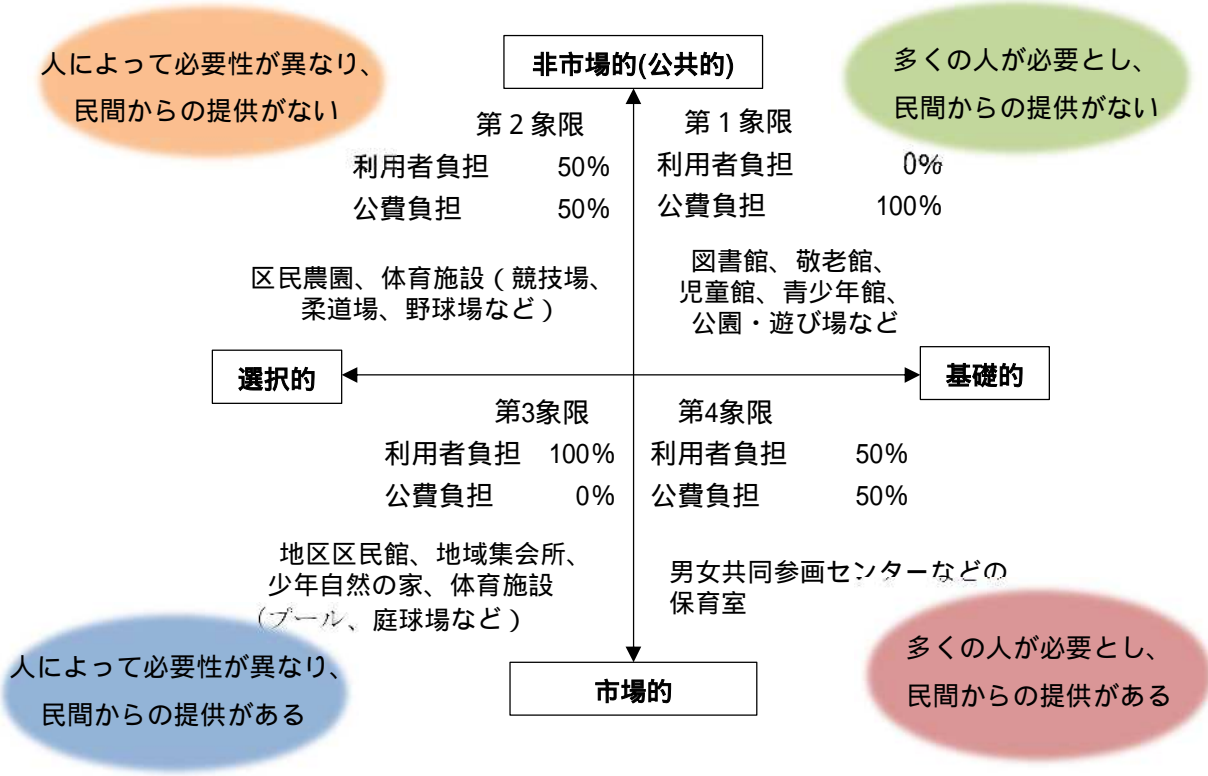 人によって必要性が異なり、
民間からの提供がない
非市場的(公共的)
多くの人が必要とし、
民間からの提供がない
第2象限
利用者負担 50%
公費負担 50%
第1象限
利用者負担 0%
公費負担 100%
区民農園、体育施設(競技場、
柔道場、野球場など)
図書館、敬老館、
児童館、青少年館、
公園・遊び場など
選択的
基礎的
第3象限
利用者負担 100%
公費負担 0%
第4象限
利用者負担 50%
公費負担 50%
地区区民館、地域集会所、
少年自然の家、体育施設
(プール、庭球場など)
男女共同参画センターなどの
保育室
人によって必要性が異なり、
民間からの提供がある
市場的
多くの人が必要とし、
民間からの提供がある